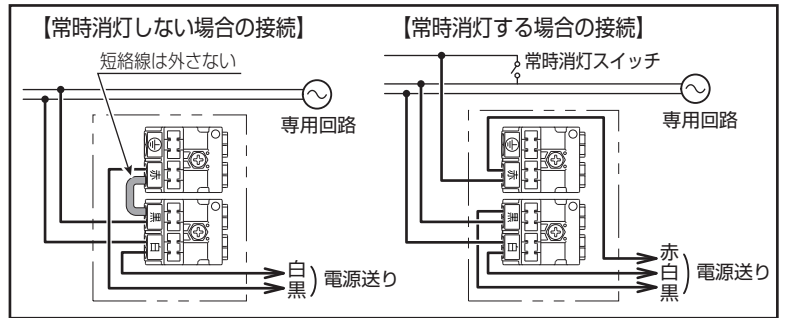 【常時消灯しない場合の接続】
短絡線は外さない
専用回路
赤
黒
白
白
黒
電源送り
【常時消灯する場合の接続】
常時消灯スイッチ
専用回路
赤
黒
白
赤
白
黒
電源送り